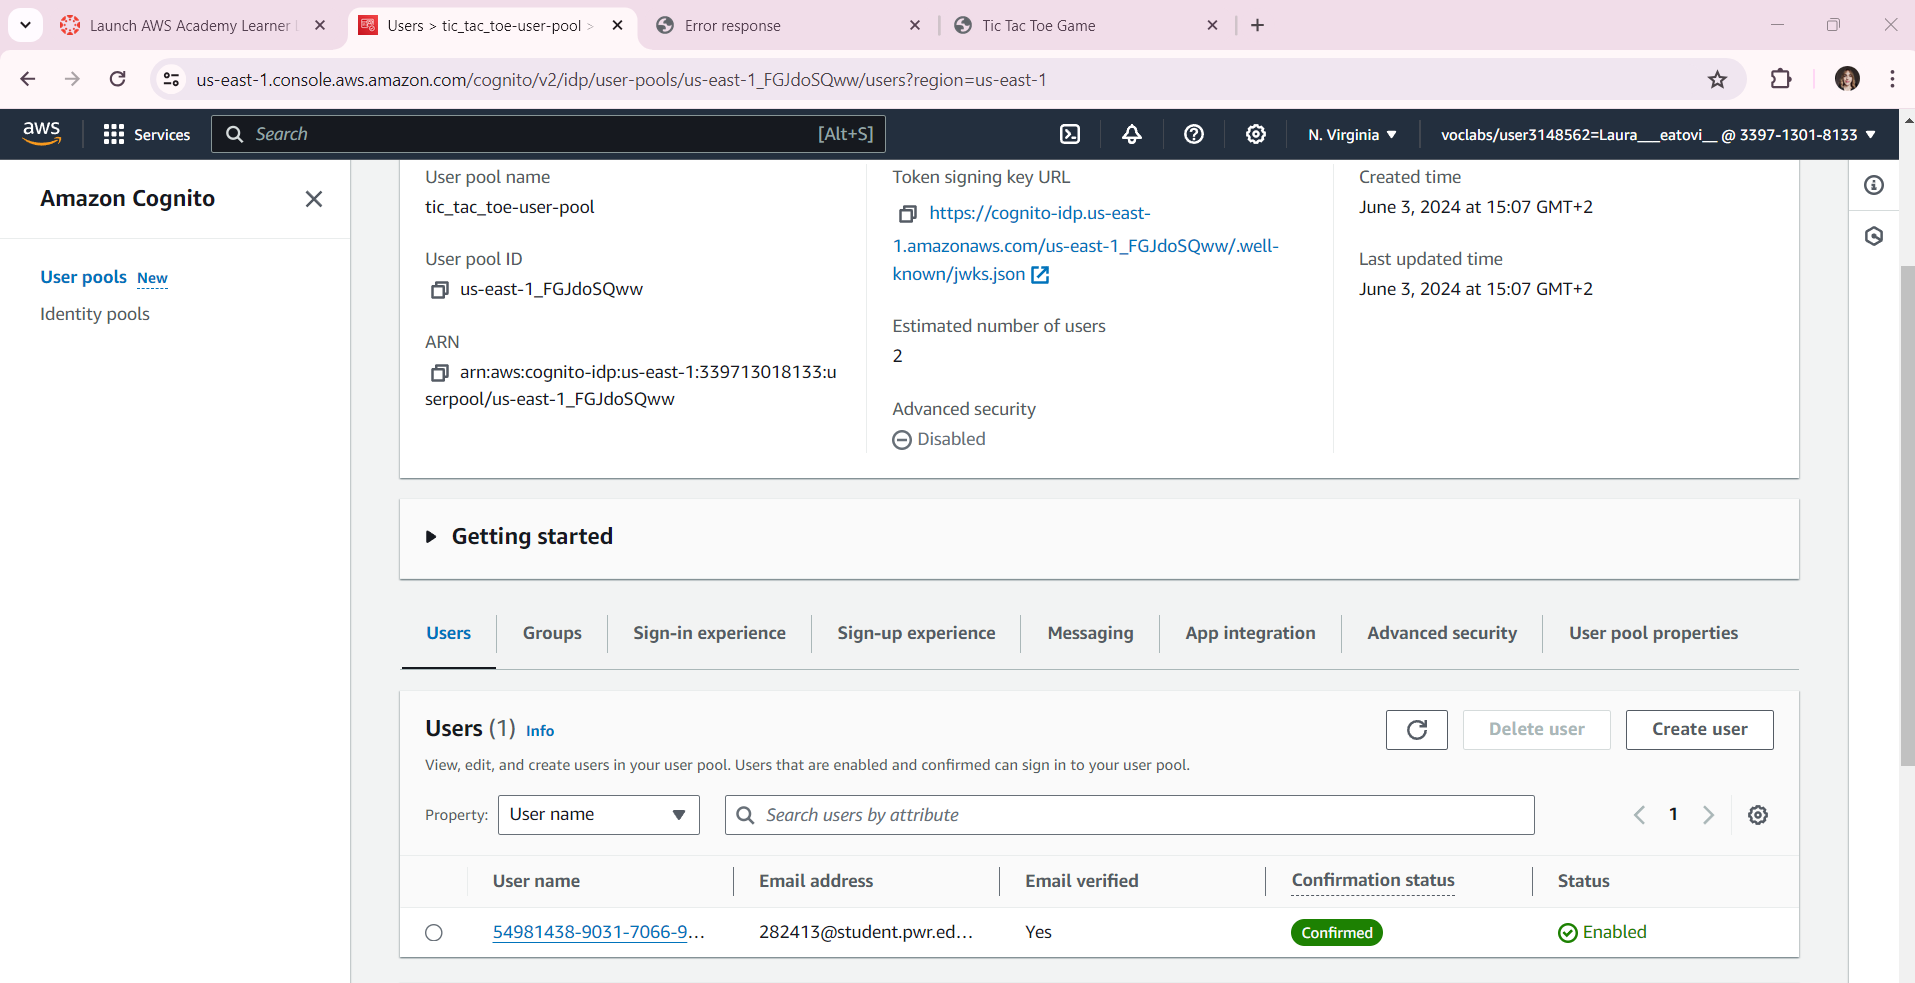 Launch AWS Academy Learner L
Users > tic_tac_toe-user-pool >
Error response
Tic Tac Toe Game
us-east-1.console.aws.amazon.com/cognito/v2/idp/user-pools/us-east-1_FGJdoSQww/users?region=us-east-1
aws
Services
Search
[Alt+S]
N. Virginia
voclabs/user3148562=Laura___eatovi__ @ 3397-1301-8133
Amazon Cognito
User pools New
Identity pools
User pool name
tic_tac_toe-user-pool
User pool ID
us-east-1_FGJdoSQww
ARN
arn:aws:cognito-idp:us-east-1:339713018133:u
serpool/us-east-1_FGJdoSQww
Token signing key URL
https://cognito-idp.us-east-
1.amazonaws.com/us-east-1_FGJdoSQww/.well-
known/jwks.json
Estimated number of users
2
Advanced security
Disabled
Created time
June 3, 2024 at 15:07 GMT+2
Last updated time
June 3, 2024 at 15:07 GMT+2
Getting started
Users
Groups
Sign-in experience
Sign-up experience
Messaging
App integration
Advanced security
User pool properties
Users (1) Info
Delete user
Create user
View, edit, and create users in your user pool. Users that are enabled and confirmed can sign in to your user pool.
Property:
User name
Search users by attribute
1
User name
Email address
Email verified
Confirmation status
Status
54981438-9031-7066-9...
282413@student.pwr.ed...
Yes
Confirmed
Enabled